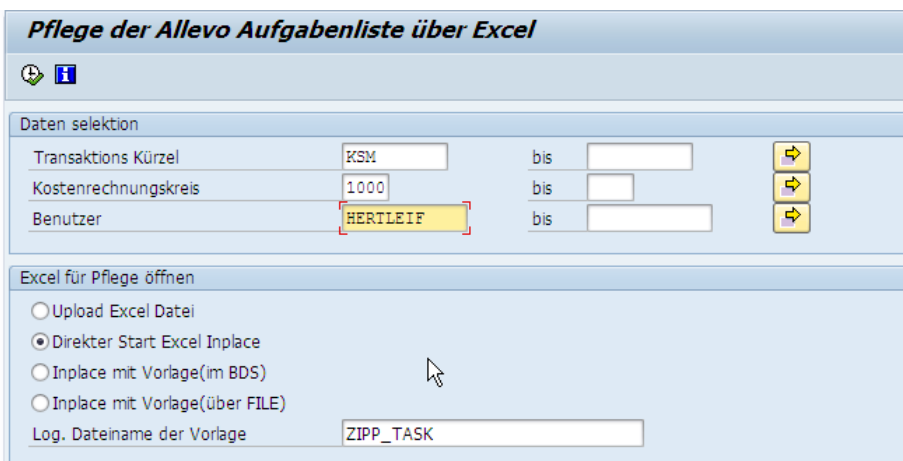 Pflege der Allevo Aufgabenliste über Excel
Daten selektion
Transaktions Kürzel KSM bis
Kostenrechnungskreis 1000 bis
Benutzer HERTLEIF bis
Excel für Pflege öffnen
Upload Excel Datei
Direkter Start Excel Inplace
Inplace mit Vorlage(im BDS)
Inplace mit Vorlage(über FILE)
Log. Dateiname der Vorlage ZIPP_TASK